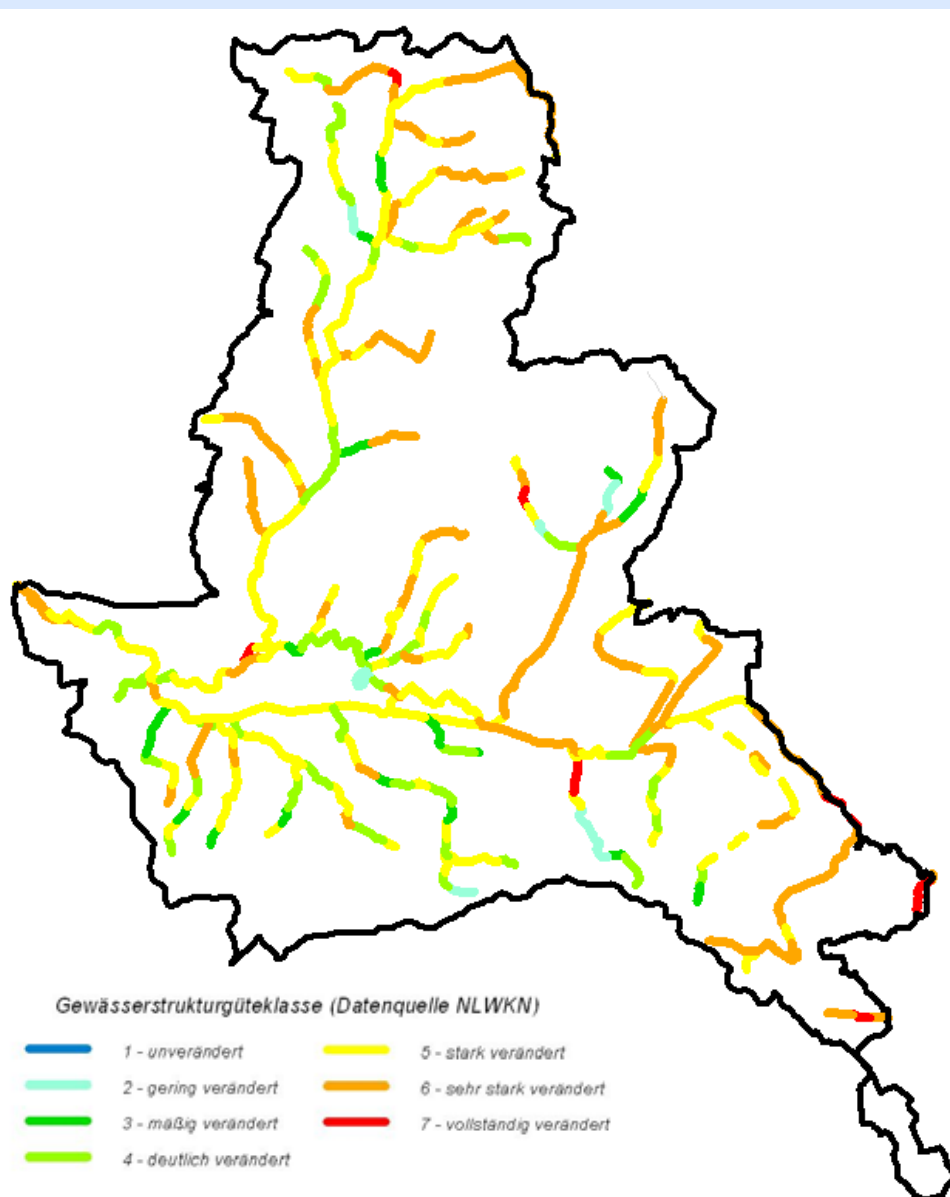 Gewässerstrukturgüteklasse (Datenquelle NLWKN)
1 - unverändert
2 - gering verändert
3 - mäßig verändert
4 - deutlich verändert
5 - stark verändert
6 - sehr stark verändert
7 - vollständig verändert